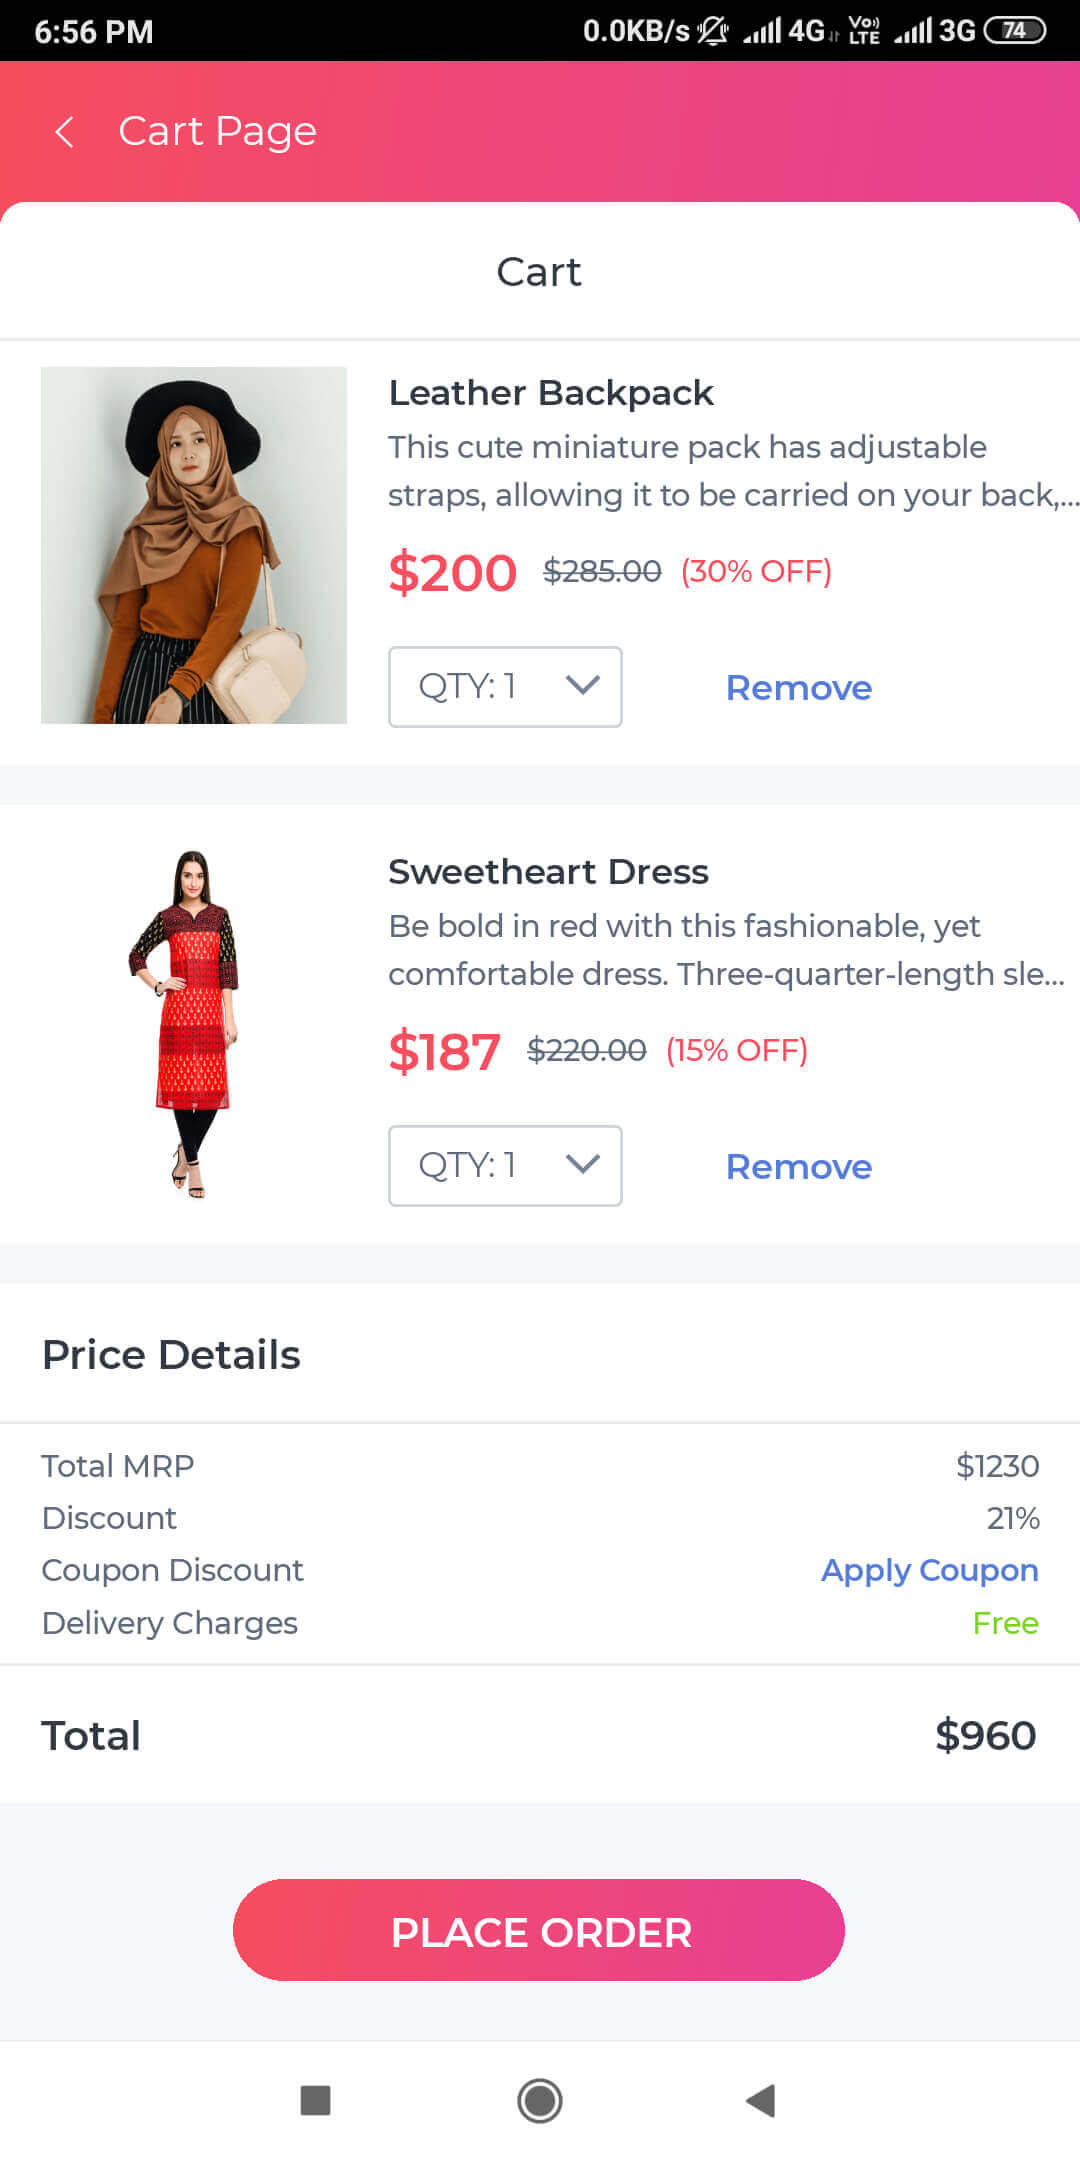 6:56 PM 0.0KB/s 4G Vo) LTE 3G 74
Cart Page
Cart
Leather Backpack
This cute miniature pack has adjustable
straps, allowing it to be carried on your back,...
$200 $285.00 (30% OFF)
QTY: 1 Remove
Sweetheart Dress
Be bold in red with this fashionable, yet
comfortable dress. Three-quarter-length sle...
$187 $220.00 (15% OFF)
QTY: 1 Remove
Price Details
Total MRP $1230
Discount 21%
Coupon Discount Apply Coupon
Delivery Charges Free
Total $960
PLACE ORDER